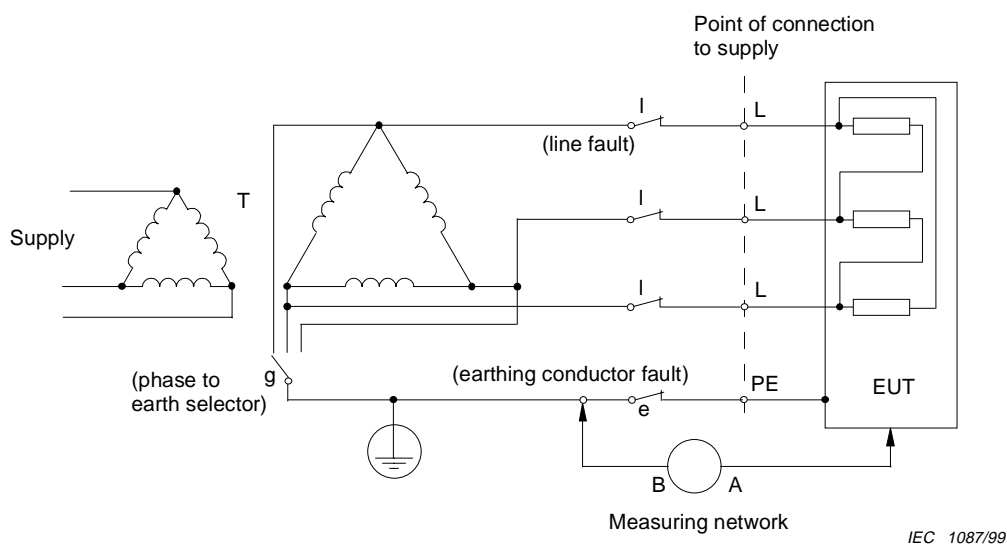 Point of connection
to supply
l
L
(line fault)
T
l
L
Supply
l
L
(phase to
earth selector)
g
(earthing conductor fault)
e
PE
EUT
B
A
Measuring network
IEC 1087/99